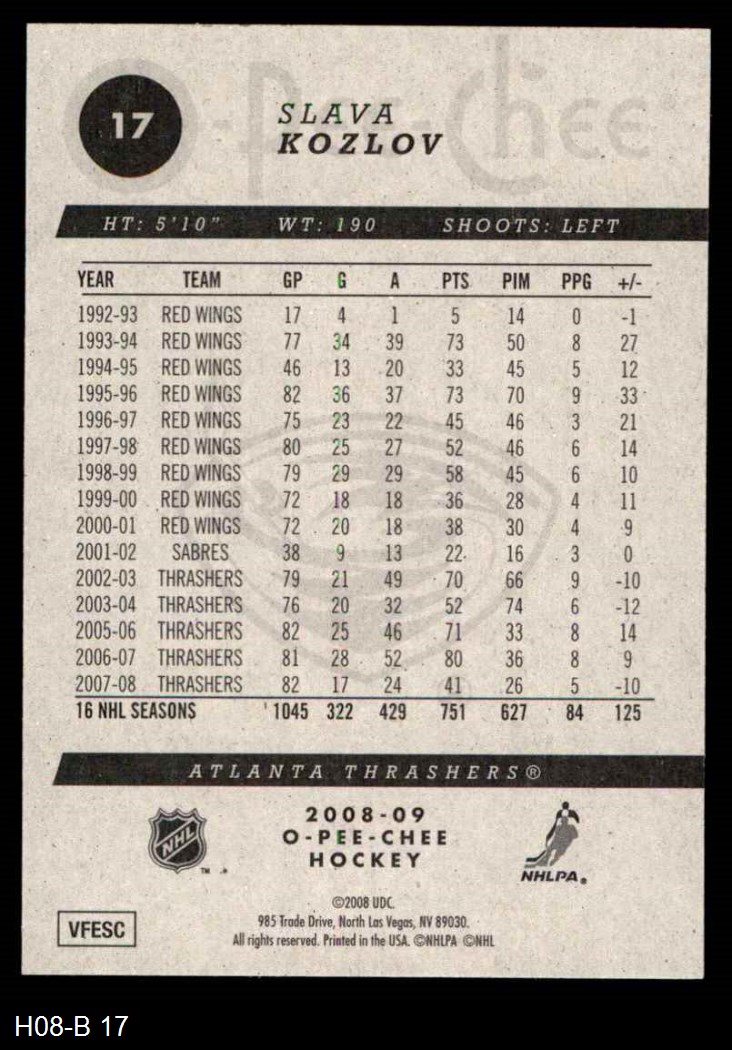 O-Pee-Chee
17
SLAVA
KOZLOV
HT: 5'10" WT: 190 SHOOTS: LEFT
YEAR TEAM GP G A PTS PIM PPG +/-
1992-93 RED WINGS 17 4 1 5 14 0 -1
1993-94 RED WINGS 77 34 39 73 50 8 27
1994-95 RED WINGS 46 13 20 33 45 5 12
1995-96 RED WINGS 82 36 37 73 70 9 33
1996-97 RED WINGS 75 23 22 45 46 3 21
1997-98 RED WINGS 80 25 27 52 46 6 14
1998-99 RED WINGS 79 29 29 58 45 6 10
1999-00 RED WINGS 72 18 18 36 28 4 11
2000-01 RED WINGS 72 20 18 38 30 4 9
2001-02 SABRES 38 9 13 22 16 3 0
2002-03 THRASHERS 79 21 49 70 66 9 -10
2003-04 THRASHERS 76 20 32 52 74 6 -12
2005-06 THRASHERS 82 25 46 71 33 8 14
2006-07 THRASHERS 81 28 52 80 36 8 9
2007-08 THRASHERS 82 17 24 41 26 5 -10
16 NHL SEASONS 1045 322 429 751 627 84 125
ATLANTA THRASHERS®
NHL ™
2008-09
O-PEE-CHEE
HOCKEY
NHLPA®
©2008 UDC.
985 Trade Drive, North Las Vegas, NV 89030.
All rights reserved. Printed in the USA. ©NHLPA ©NHL
VFESC
H08-B 17